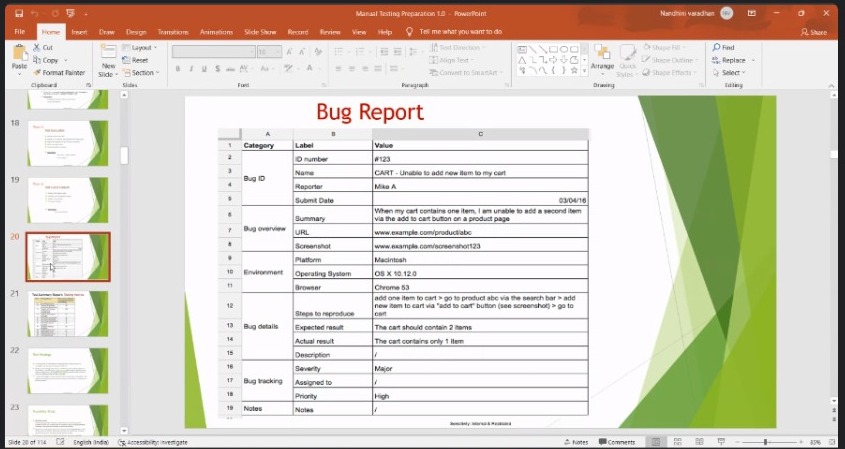 Manual Testing Preparation 1.0 - PowerPoint
Nandhini varadhan
File Home Insert Draw Design Transitions Animations Slide Show Record Review View Help Tell me what you want to do
Share
Paste
Cut
Copy
Format Painter
Clipboard
New Slide
Layout
Reset
Section
Slides
Font
Text Direction
Align Text
Convert to SmartArt
Paragraph
Arrange
Quick Styles
Shape Fill
Shape Outline
Shape Effects
Drawing
Find
Replace
Select
Editing
18
19
20
21
22
23
Bug Report
A B C
1 Category Label Value
2 ID number #123
3 Name CART - Unable to add new item to my cart
Bug ID
4 Reporter Mike A
5 Submit Date 03/04/16
6 Summary When my cart contains one item, I am unable to add a second item
via the add to cart button on a product page
Bug overview
7 URL www.example.com/product/abc
8 Screenshot www.example.com/screenshot123
9 Platform Macintosh
10 Environment Operating System OS X 10.12.0
11 Browser Chrome 53
12 Steps to reproduce add one item to cart > go to product abc via the search bar > add
new item to cart via "add to cart" button (see screenshot) > go to
cart
13 Expected result The cart should contain 2 items
Bug details
14 Actual result The cart contains only 1 item
15 Description /
16 Severity Major
17 Bug tracking Assigned to /
18 Priority High
19 Notes Notes /
Sensitivity: Internal & Restricted
Slide 20 of 114
English (India)
Accessibility: Investigate
Notes
Comments